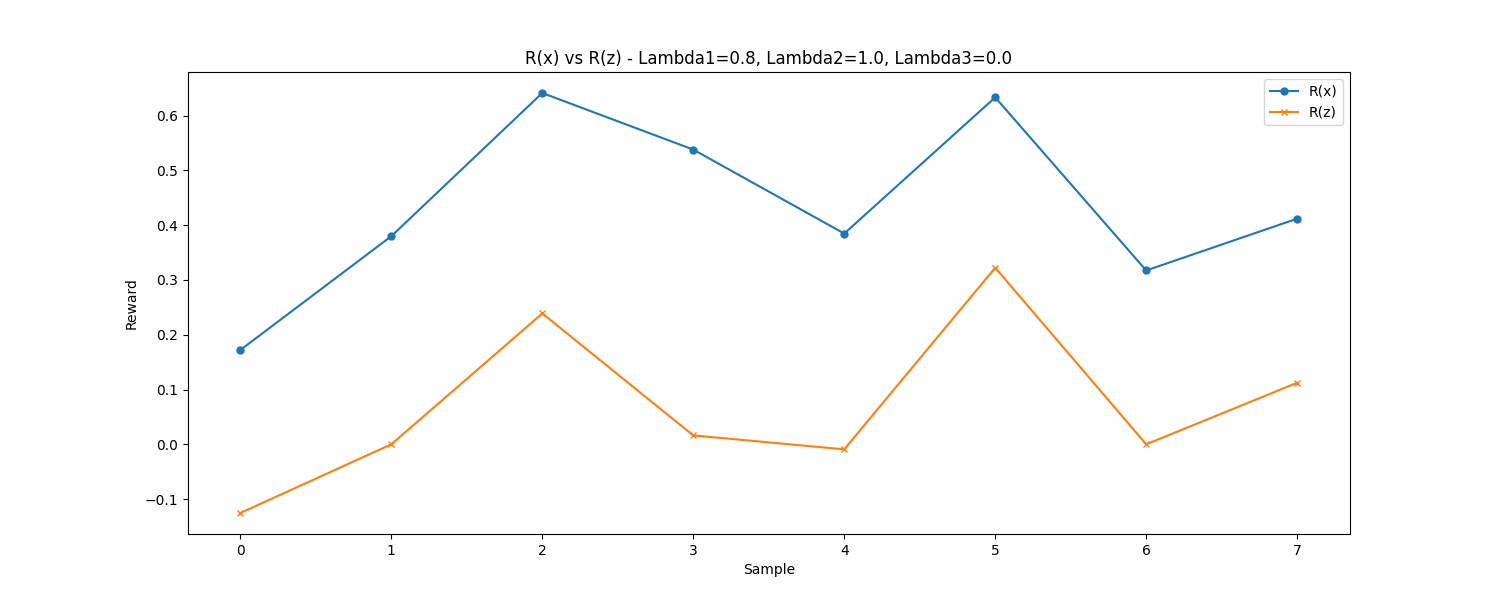 R(x) vs R(z) - Lambda1=0.8, Lambda2=1.0, Lambda3=0.0
R(x)
R(z)
0.6
0.5
0.4
0.3
0.2
0.1
0.0
−0.1
Reward
0 1 2 3 4 5 6 7
Sample